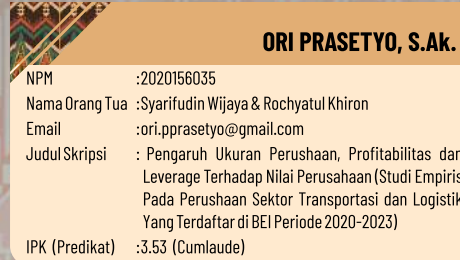 ORI PRASETYO, S.Ak.
NPM :2020156035
Nama Orang Tua :Syarifudin Wijaya & Rochyatul Khiron
Email :ori.pprasetyo@gmail.com
Judul Skripsi : Pengaruh Ukuran Perushaan, Profitabilitas dan
Leverage Terhadap Nilai Perusahaan (Studi Empiris
Pada Perushaan Sektor Transportasi dan Logistik
Yang Terdaftar di BEI Periode 2020-2023)
IPK (Predikat) :3.53 (Cumlaude)